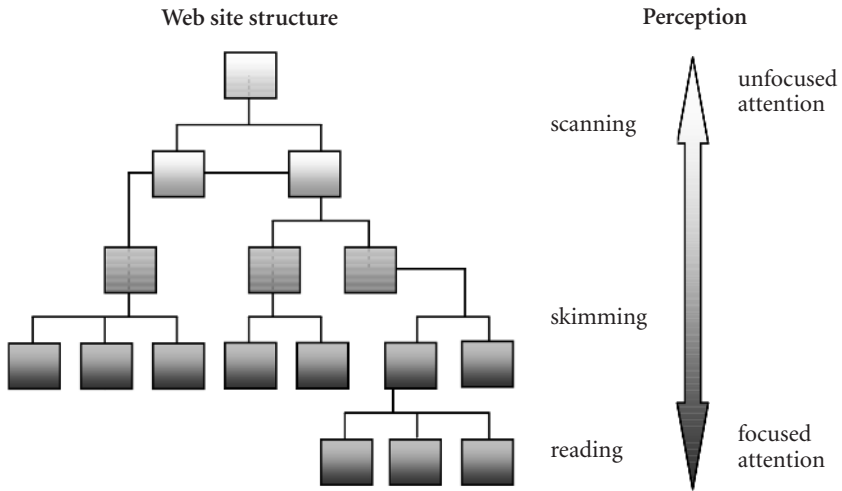 Web site structure
Perception
unfocused
attention
scanning
skimming
reading
focused
attention